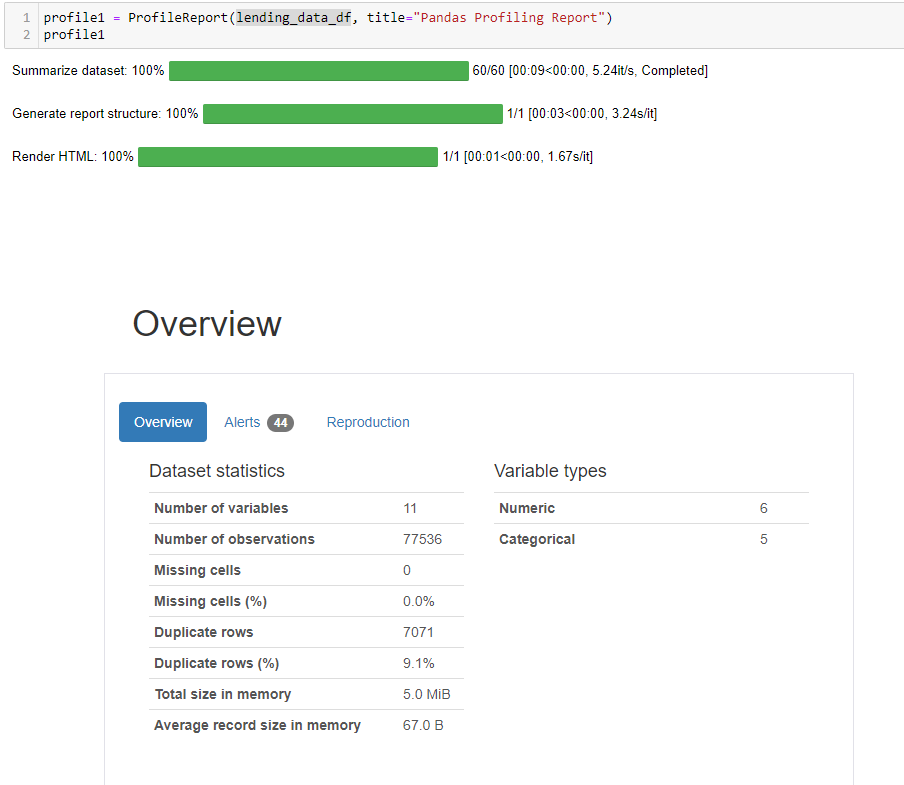 1 profile1 = ProfileReport(lending_data_df, title="Pandas Profiling Report")
2 profile1
Summarize dataset: 100% 60/60 [00:09<00:00, 5.24it/s, Completed]
Generate report structure: 100% 1/1 [00:03<00:00, 3.24s/it]
Render HTML: 100% 1/1 [00:01<00:00, 1.67s/it]
Overview
Overview Alerts 44 Reproduction
Dataset statistics
Number of variables 11
Number of observations 77536
Missing cells 0
Missing cells (%) 0.0%
Duplicate rows 7071
Duplicate rows (%) 9.1%
Total size in memory 5.0 MiB
Average record size in memory 67.0 B
Variable types
Numeric 6
Categorical 5